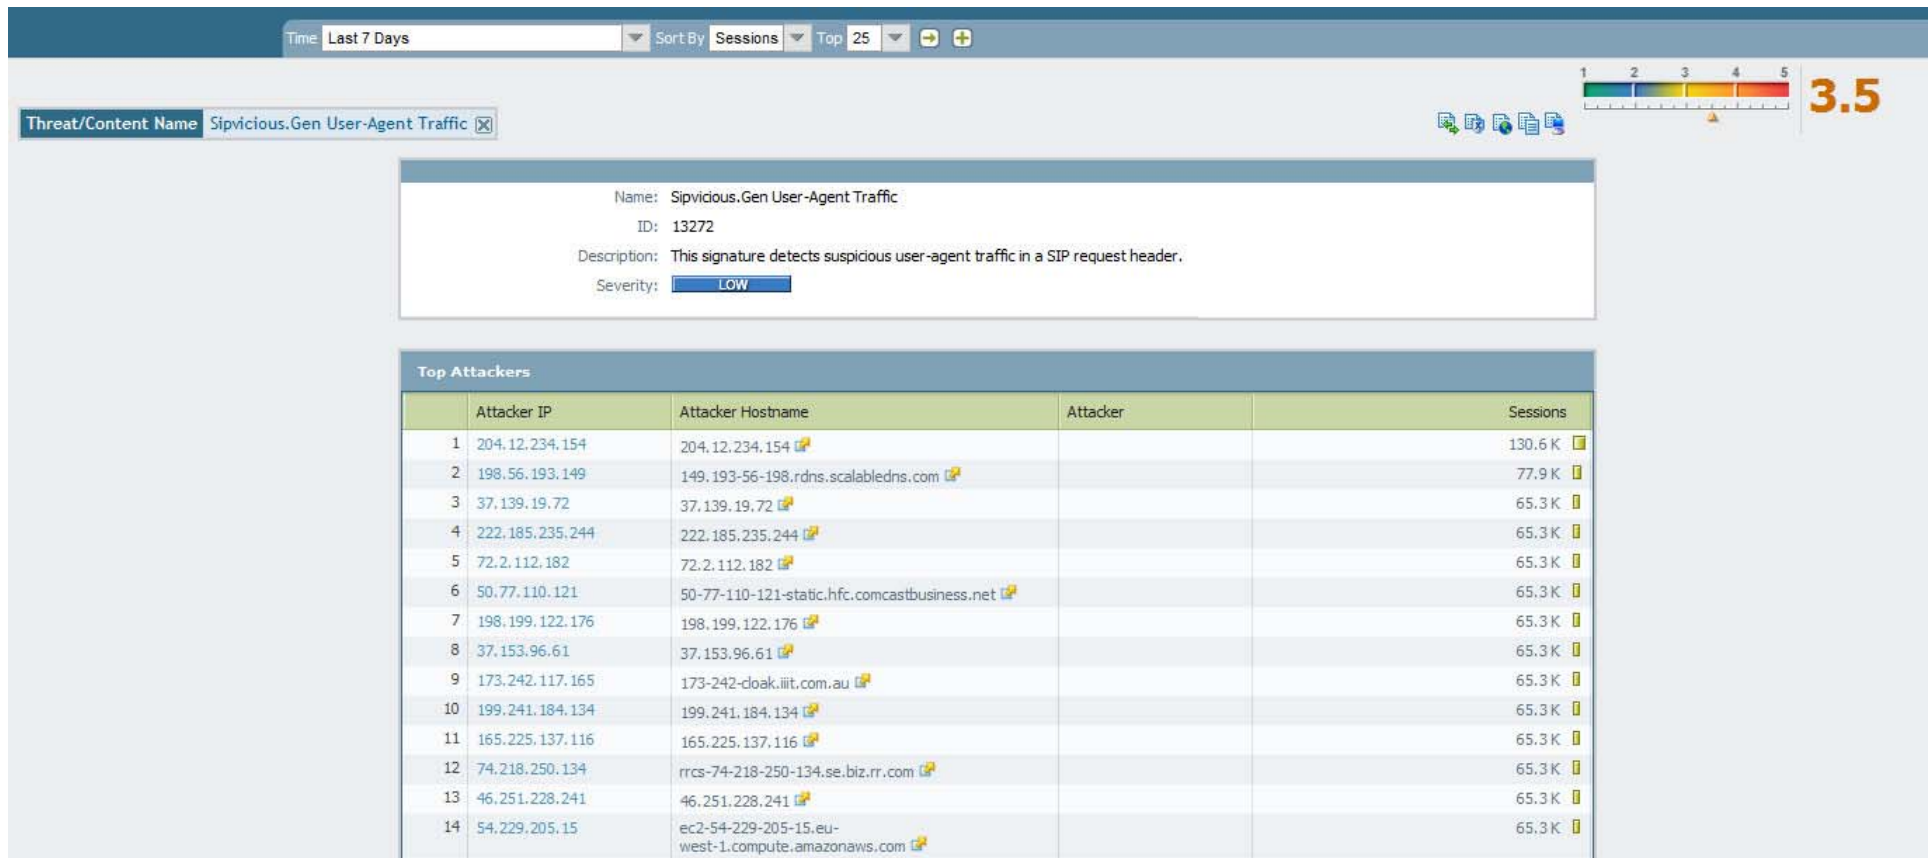 Time Last 7 Days Sort By Sessions Top 25
1 2 3 4 5
3.5
Threat/Content Name Sipvicious.Gen User-Agent Traffic
Name: Sipvicious.Gen User-Agent Traffic
ID: 13272
Description: This signature detects suspicious user-agent traffic in a SIP request header.
Severity: LOW
Top Attackers
Attacker IP Attacker Hostname Attacker Sessions
1 204.12.234.154 204.12.234.154 130.6 K
2 198.56.193.149 149.193-56-198.rdns.scalabledns.com 77.9 K
3 37.139.19.72 37.139.19.72 65.3 K
4 222.185.235.244 222.185.235.244 65.3 K
5 72.2.112.182 72.2.112.182 65.3 K
6 50.77.110.121 50-77-110-121-static.hfc.comcastbusiness.net 65.3 K
7 198.199.122.176 198.199.122.176 65.3 K
8 37.153.96.61 37.153.96.61 65.3 K
9 173.242.117.165 173-242-cloak.iiit.com.au 65.3 K
10 199.241.184.134 199.241.184.134 65.3 K
11 165.225.137.116 165.225.137.116 65.3 K
12 74.218.250.134 rrcs-74-218-250-134.se.biz.rr.com 65.3 K
13 46.251.228.241 46.251.228.241 65.3 K
14 54.229.205.15 ec2-54-229-205-15.eu- 65.3 K
west-1.compute.amazonaws.com